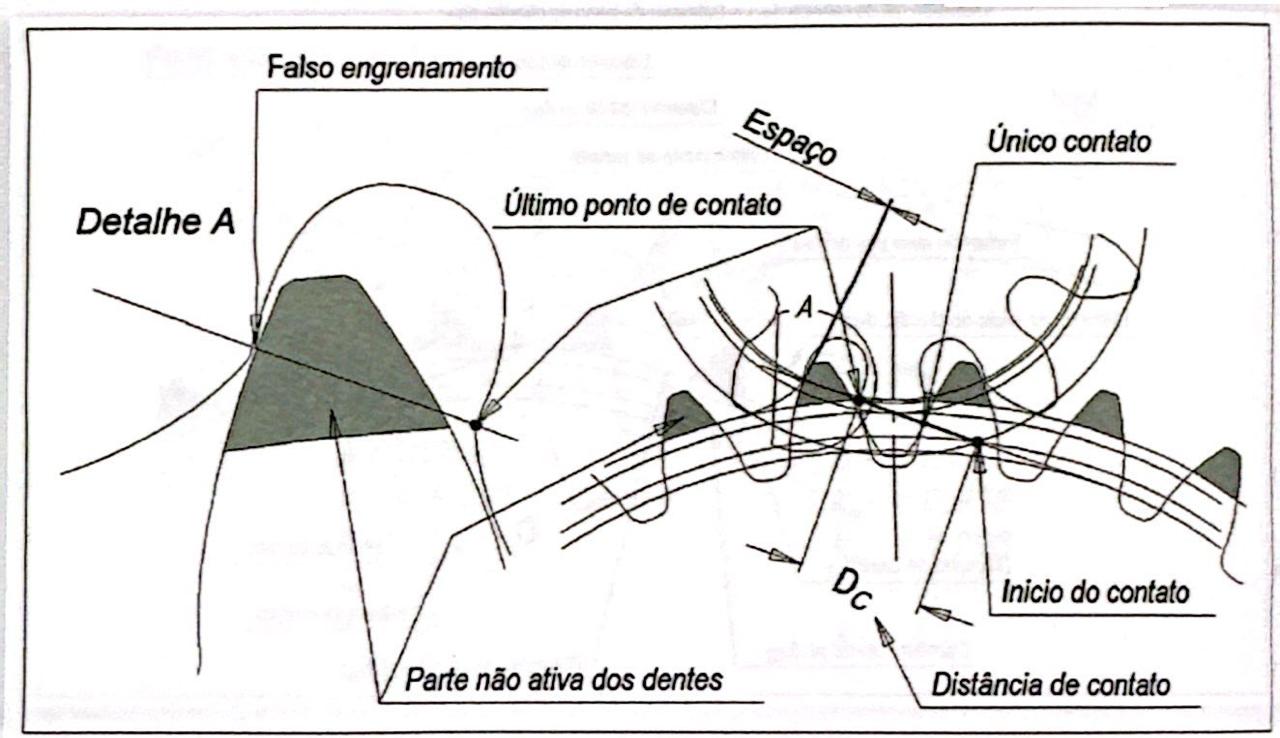 Falso engrenamento
Detalhe A
Último ponto de contato
Espaço
Único contato
A
Dc
Inicio do contato
Parte não ativa dos dentes
Distância de contato